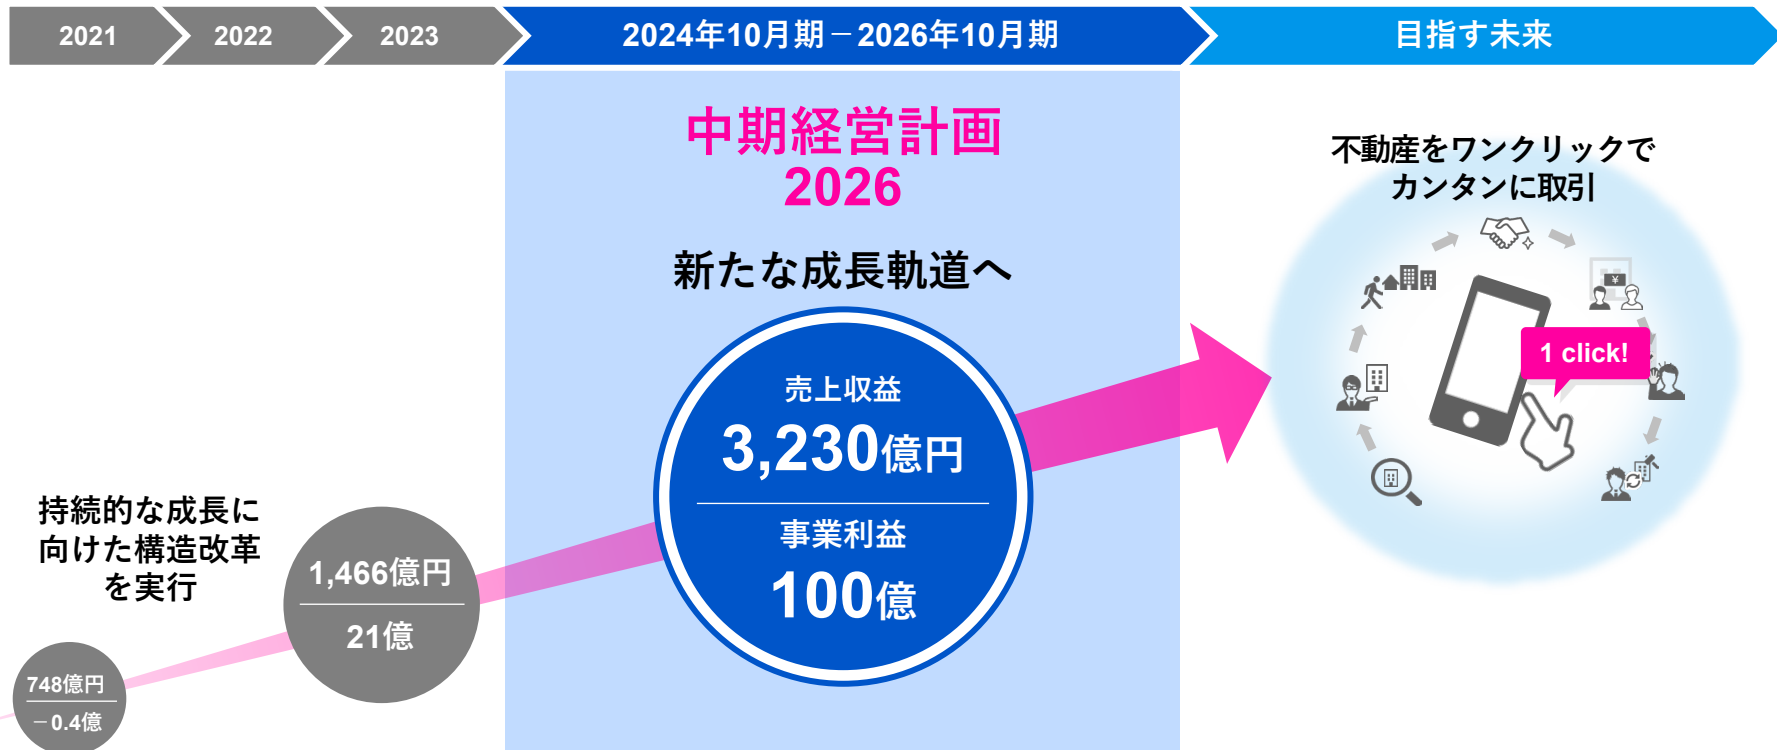 2021
2022
2023
2024年10月期－2026年10月期
目指す未来
中期経営計画
2026
新たな成長軌道へ
売上収益
3,230億円
事業利益
100億
持続的な成長に
向けた構造改革
を実行
1,466億円
21億
748億円
－0.4億
不動産をワンクリックで
カンタンに取引
¥
1 click!